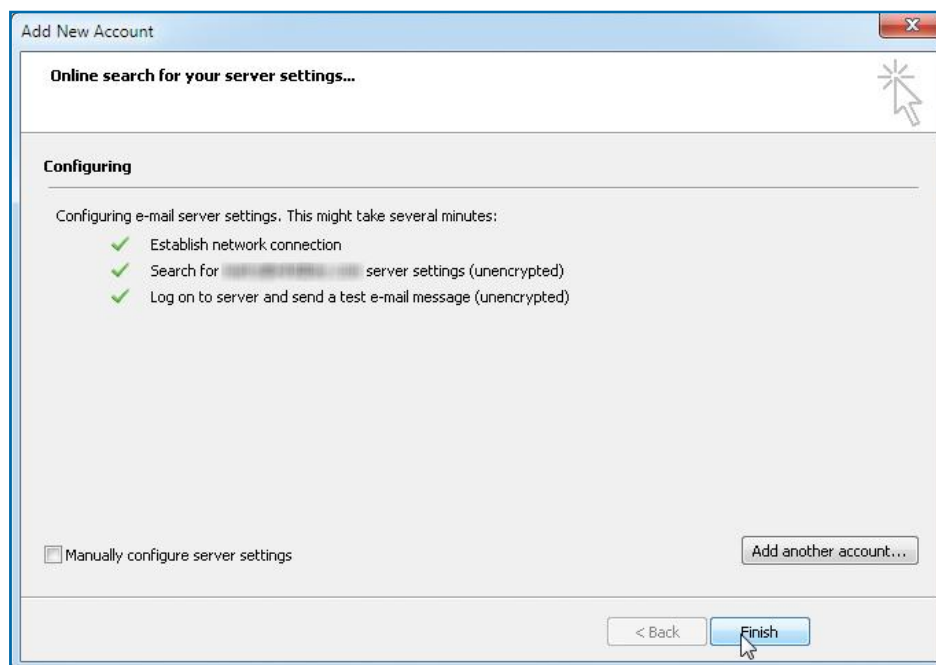 Add New Account
Online search for your server settings...
Configuring
Configuring e-mail server settings. This might take several minutes:
Establish network connection
Search for server settings (unencrypted)
Log on to server and send a test e-mail message (unencrypted)
Manually configure server settings
Add another account...
< Back
Finish